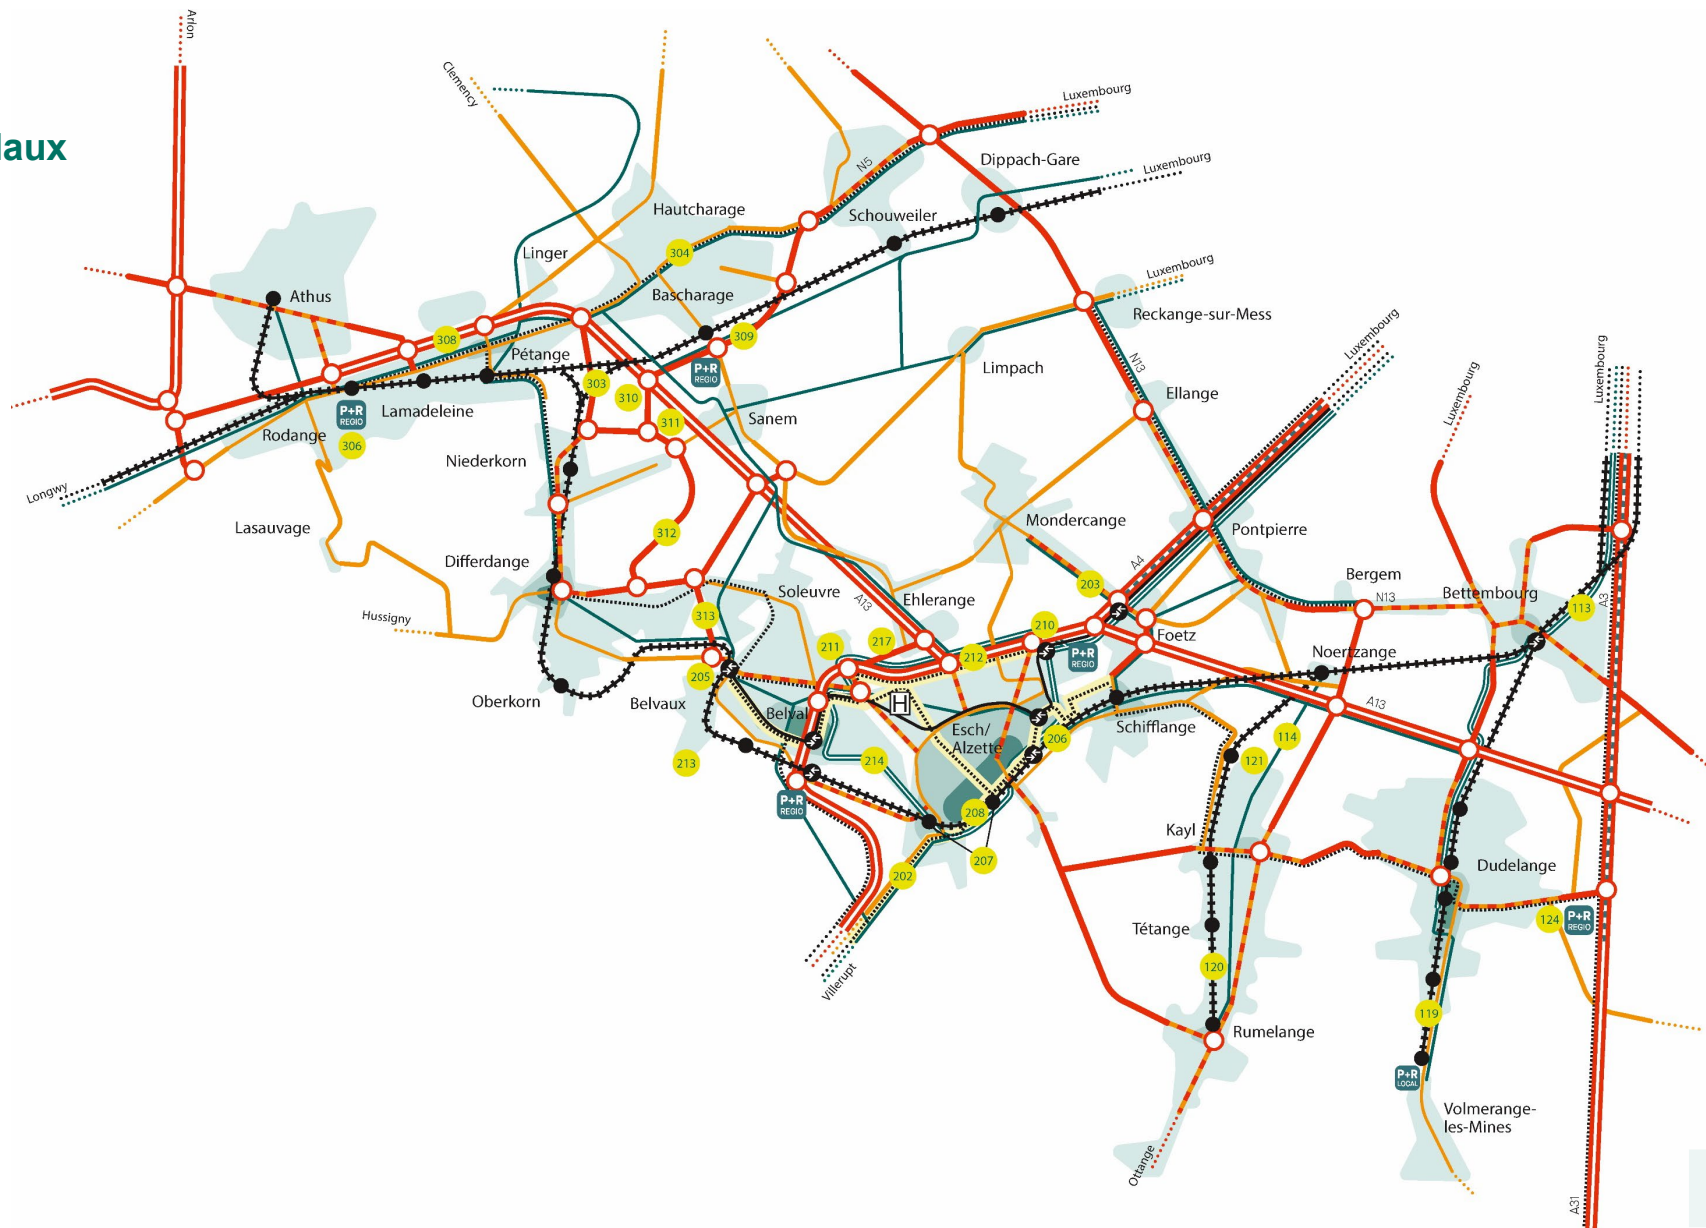 Arlon
Clemency
Luxembourg
laux
N5
Dippach-Gare
Luxembourg
Hautcharage
Schouweiler
304
Linger
Luxembourg
Athus
Bascharage
Reckange-sur-Mess
Luxembourg
308
309
Pétange
N13
Limpach
Luxembourg
Luxembourg
P+R
REGIO
303
310
Ellange
P+R
REGIO
Lamadeleine
311
Sanem
306
Rodange
Niederkorn
Longwy
Lasauvage
312
Mondercange
Pontpierre
Differdange
A4
203
Bergem
Soleuvre
A13
Ehlerange
N13
Bettembourg
A3
113
Hussigny
313
211
217
210
Foetz
212
P+R
REGIO
Noertzange
205
Oberkorn
Belvaux
Belval
H
A13
Esch/
Alzette
206
Schifflange
114
213
214
121
P+R
REGIO
208
Kayl
207
202
Dudelange
124
P+R
REGIO
Tétange
120
Villerupt
119
Rumelange
P+R
LOCAL
Volmerange-
les-Mines
Ottange
A31